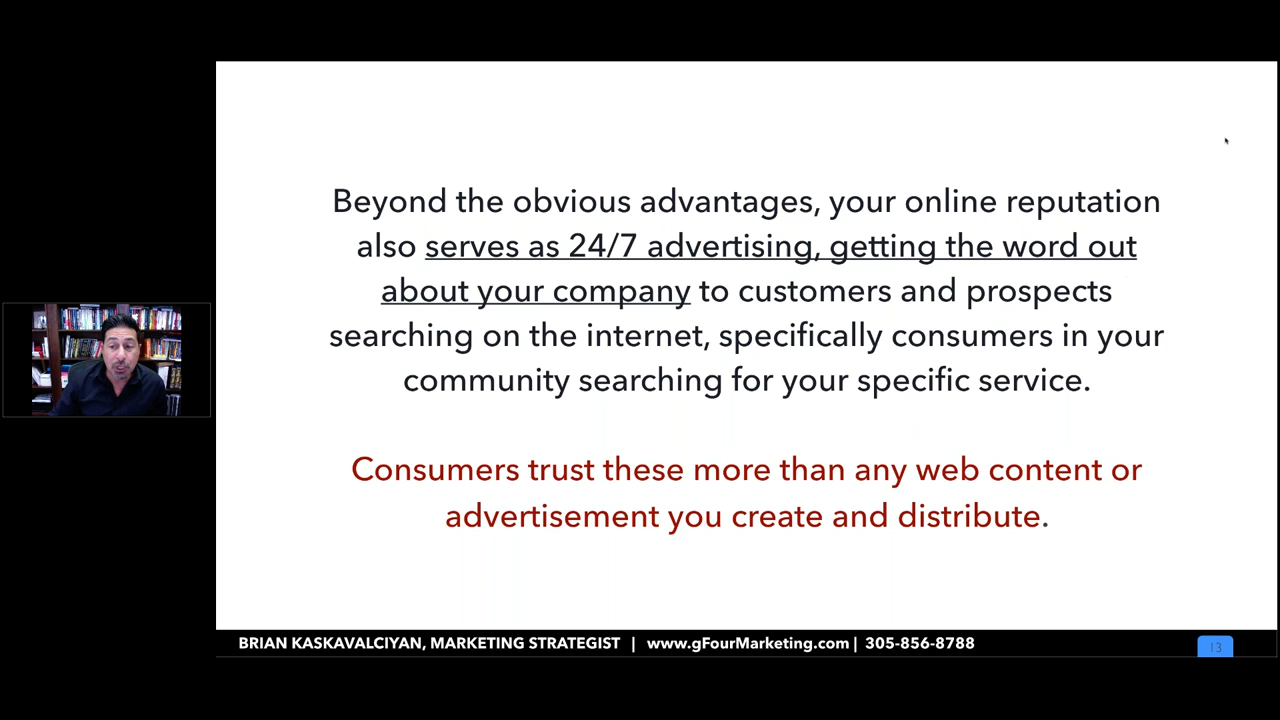 Beyond the obvious advantages, your online reputation
also serves as 24/7 advertising, getting the word out
about your company to customers and prospects
searching on the internet, specifically consumers in your
community searching for your specific service.
Consumers trust these more than any web content or
advertisement you create and distribute.
BRIAN KASKAVALCIYAN, MARKETING STRATEGIST | www.gFourMarketing.com | 305-856-8788
13